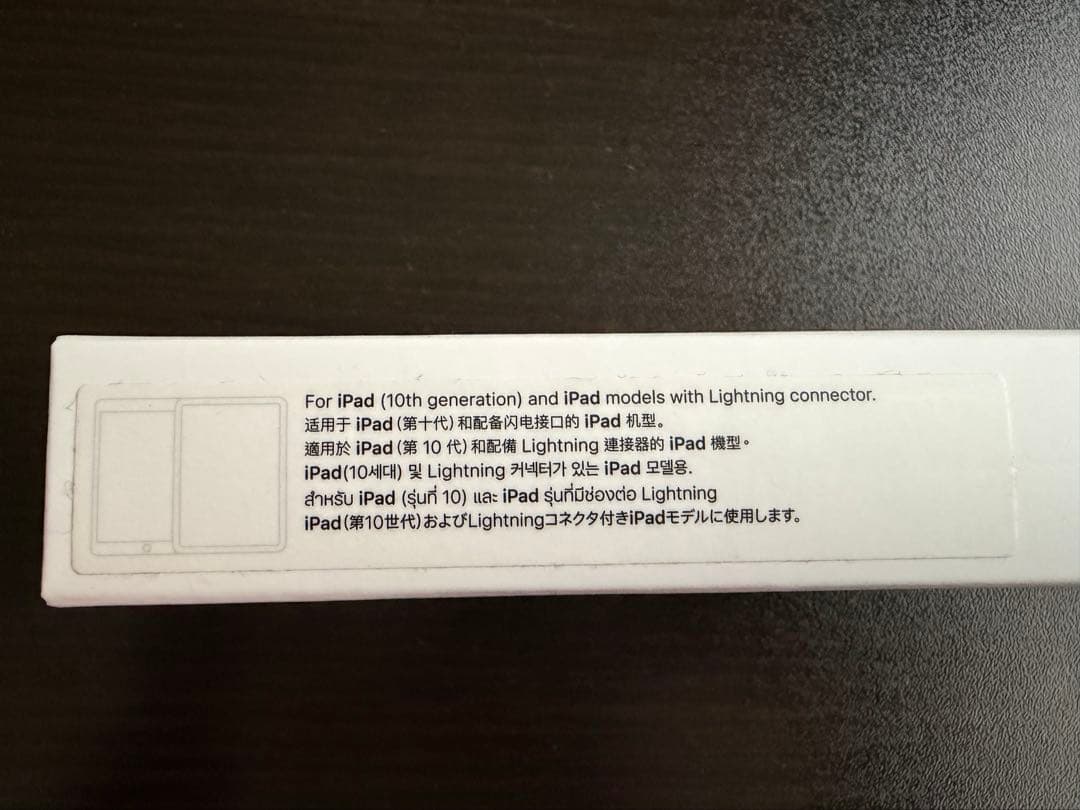 For iPad (10th generation) and iPad models with Lightning connector.
适用于 iPad (第十代) 和配备闪电接口的 iPad 机型。
適用於 iPad (第 10 代) 和配備 Lightning 連接器的 iPad 機型。
iPad(10세대) 및 Lightning 커넥터가 있는 iPad 모델용.
สำหรับ iPad (รุ่นที่ 10) และ iPad รุ่นที่มีช่องต่อ Lightning
iPad(第10世代)およびLightningコネクタ付きiPadモデルに使用します。